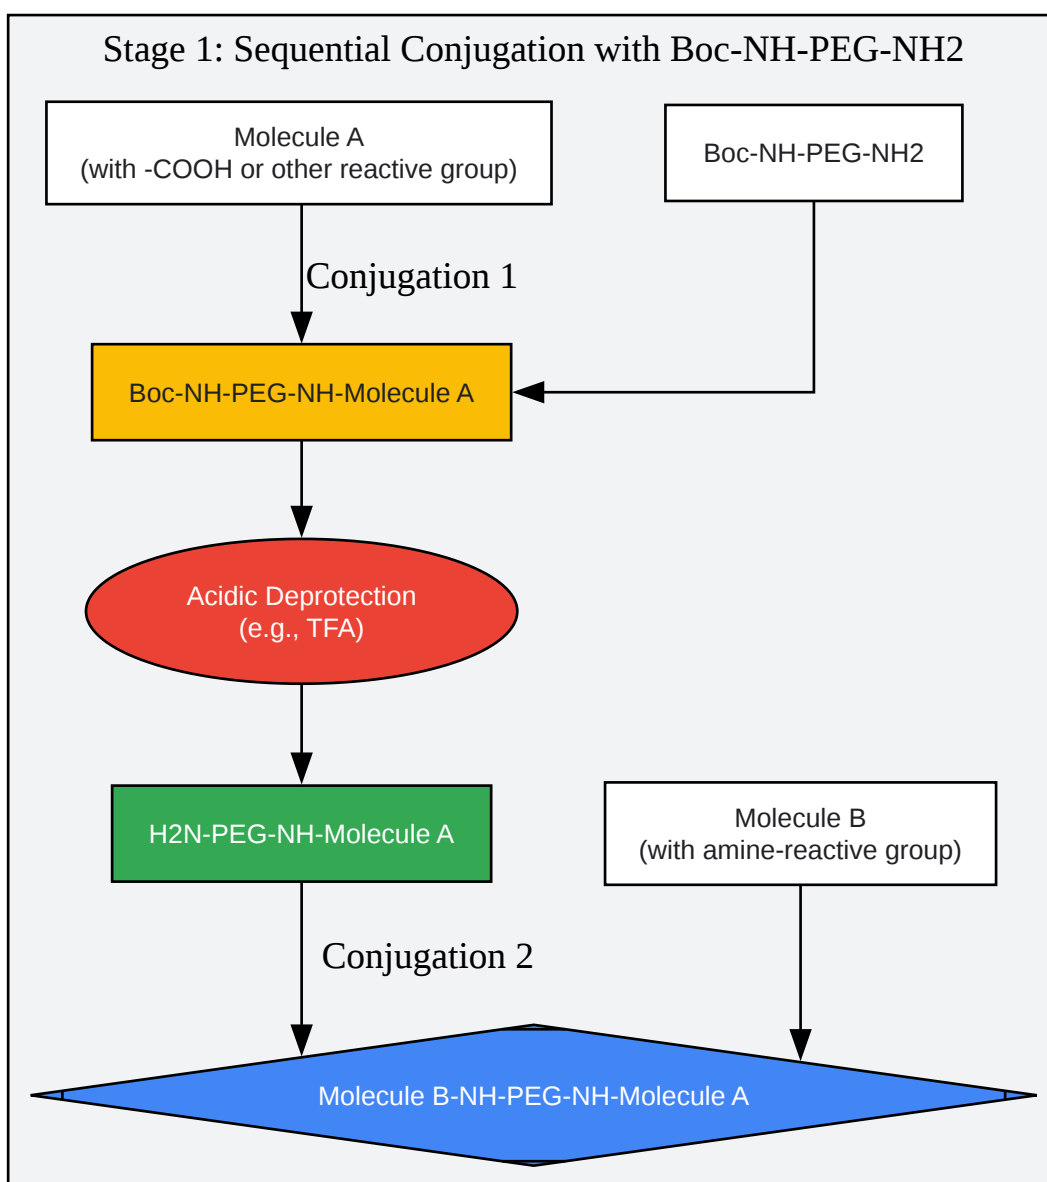 Stage 1: Sequential Conjugation with Boc-NH-PEG-NH2
Molecule A
(with -COOH or other reactive group)
Boc-NH-PEG-NH2
Conjugation 1
Boc-NH-PEG-NH-Molecule A
Acidic Deprotection
(e.g., TFA)
H2N-PEG-NH-Molecule A
Molecule B
(with amine-reactive group)
Conjugation 2
Molecule B-NH-PEG-NH-Molecule A